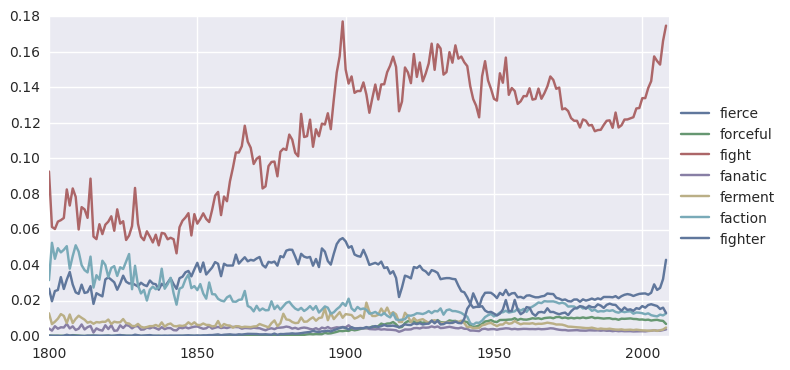 0.18
0.16
0.14
0.12
0.10
0.08
0.06
0.04
0.02
0.00
1800 1850 1900 1950 2000
fierce
forceful
fight
fanatic
ferment
faction
fighter